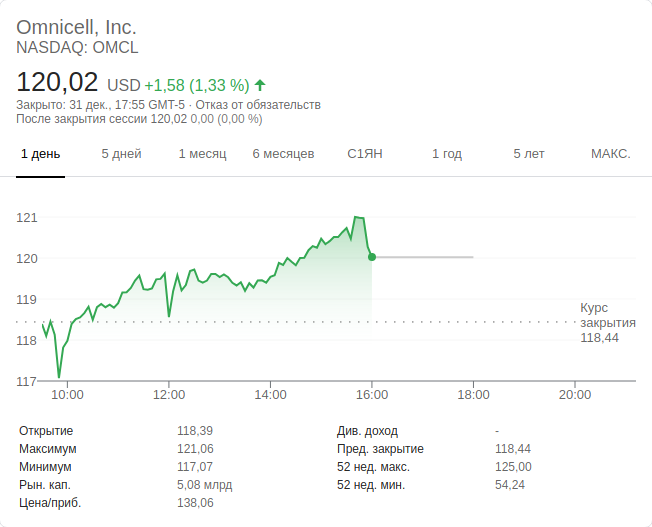 Omnicell, Inc.
NASDAQ: OMCL
120,02 USD +1,58 (1,33 %)
Закрыто: 31 дек., 17:55 GMT-5 · Отказ от обязательств
После закрытия сессии 120,02 0,00 (0,00 %)
1 день 5 дней 1 месяц 6 месяцев С1ЯН 1 год 5 лет МАКС.
121
120
119
118
117
Курс
закрытия
118,44
10:00 12:00 14:00 16:00 18:00 20:00
Открытие 118,39 Див. доход -
Максимум 121,06 Пред. закрытие 118,44
Минимум 117,07 52 нед. макс. 125,00
Рын. кап. 5,08 млрд 52 нед. мин. 54,24
Цена/приб. 138,06